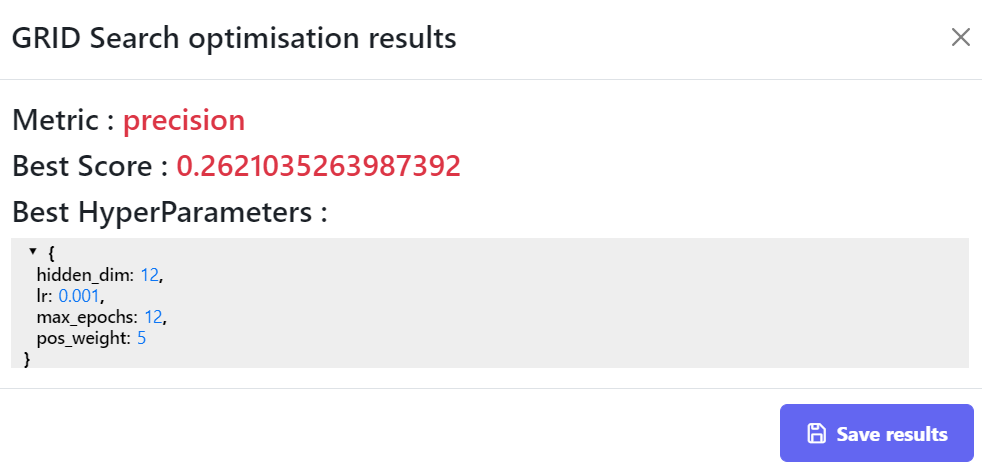 GRID Search optimisation results
Metric : precision
Best Score : 0.2621035263987392
Best HyperParameters :
{
hidden_dim: 12,
lr: 0.001,
max_epochs: 12,
pos_weight: 5
}
Save results